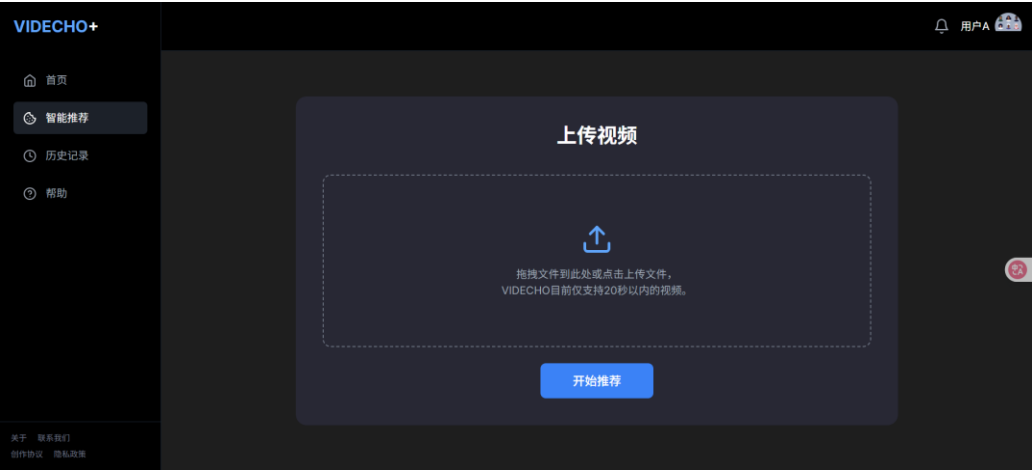 VIDECHO+
用户A
首页
智能推荐
历史记录
帮助
上传视频
拖拽文件到此处或点击上传文件，
VIDECHO目前仅支持20秒以内的视频。
开始推荐
关于 联系我们
创作协议 隐私政策